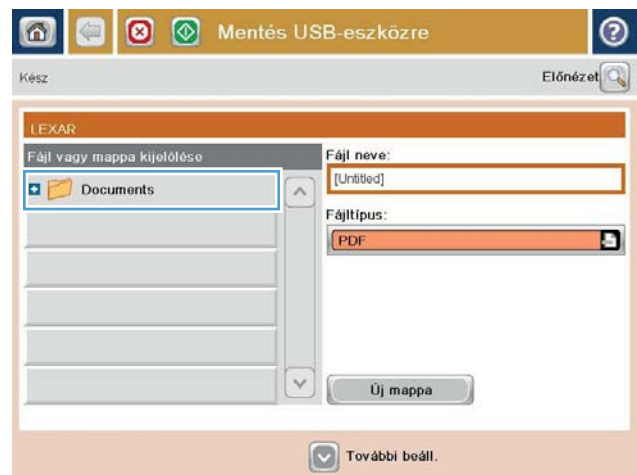 Mentés USB-eszközre
Kész
Előnézet
LEXAR
Fájl vagy mappa kijelölése
Documents
Fájl neve:
[Untitled]
Fájltípus:
PDF
Új mappa
További beáll.